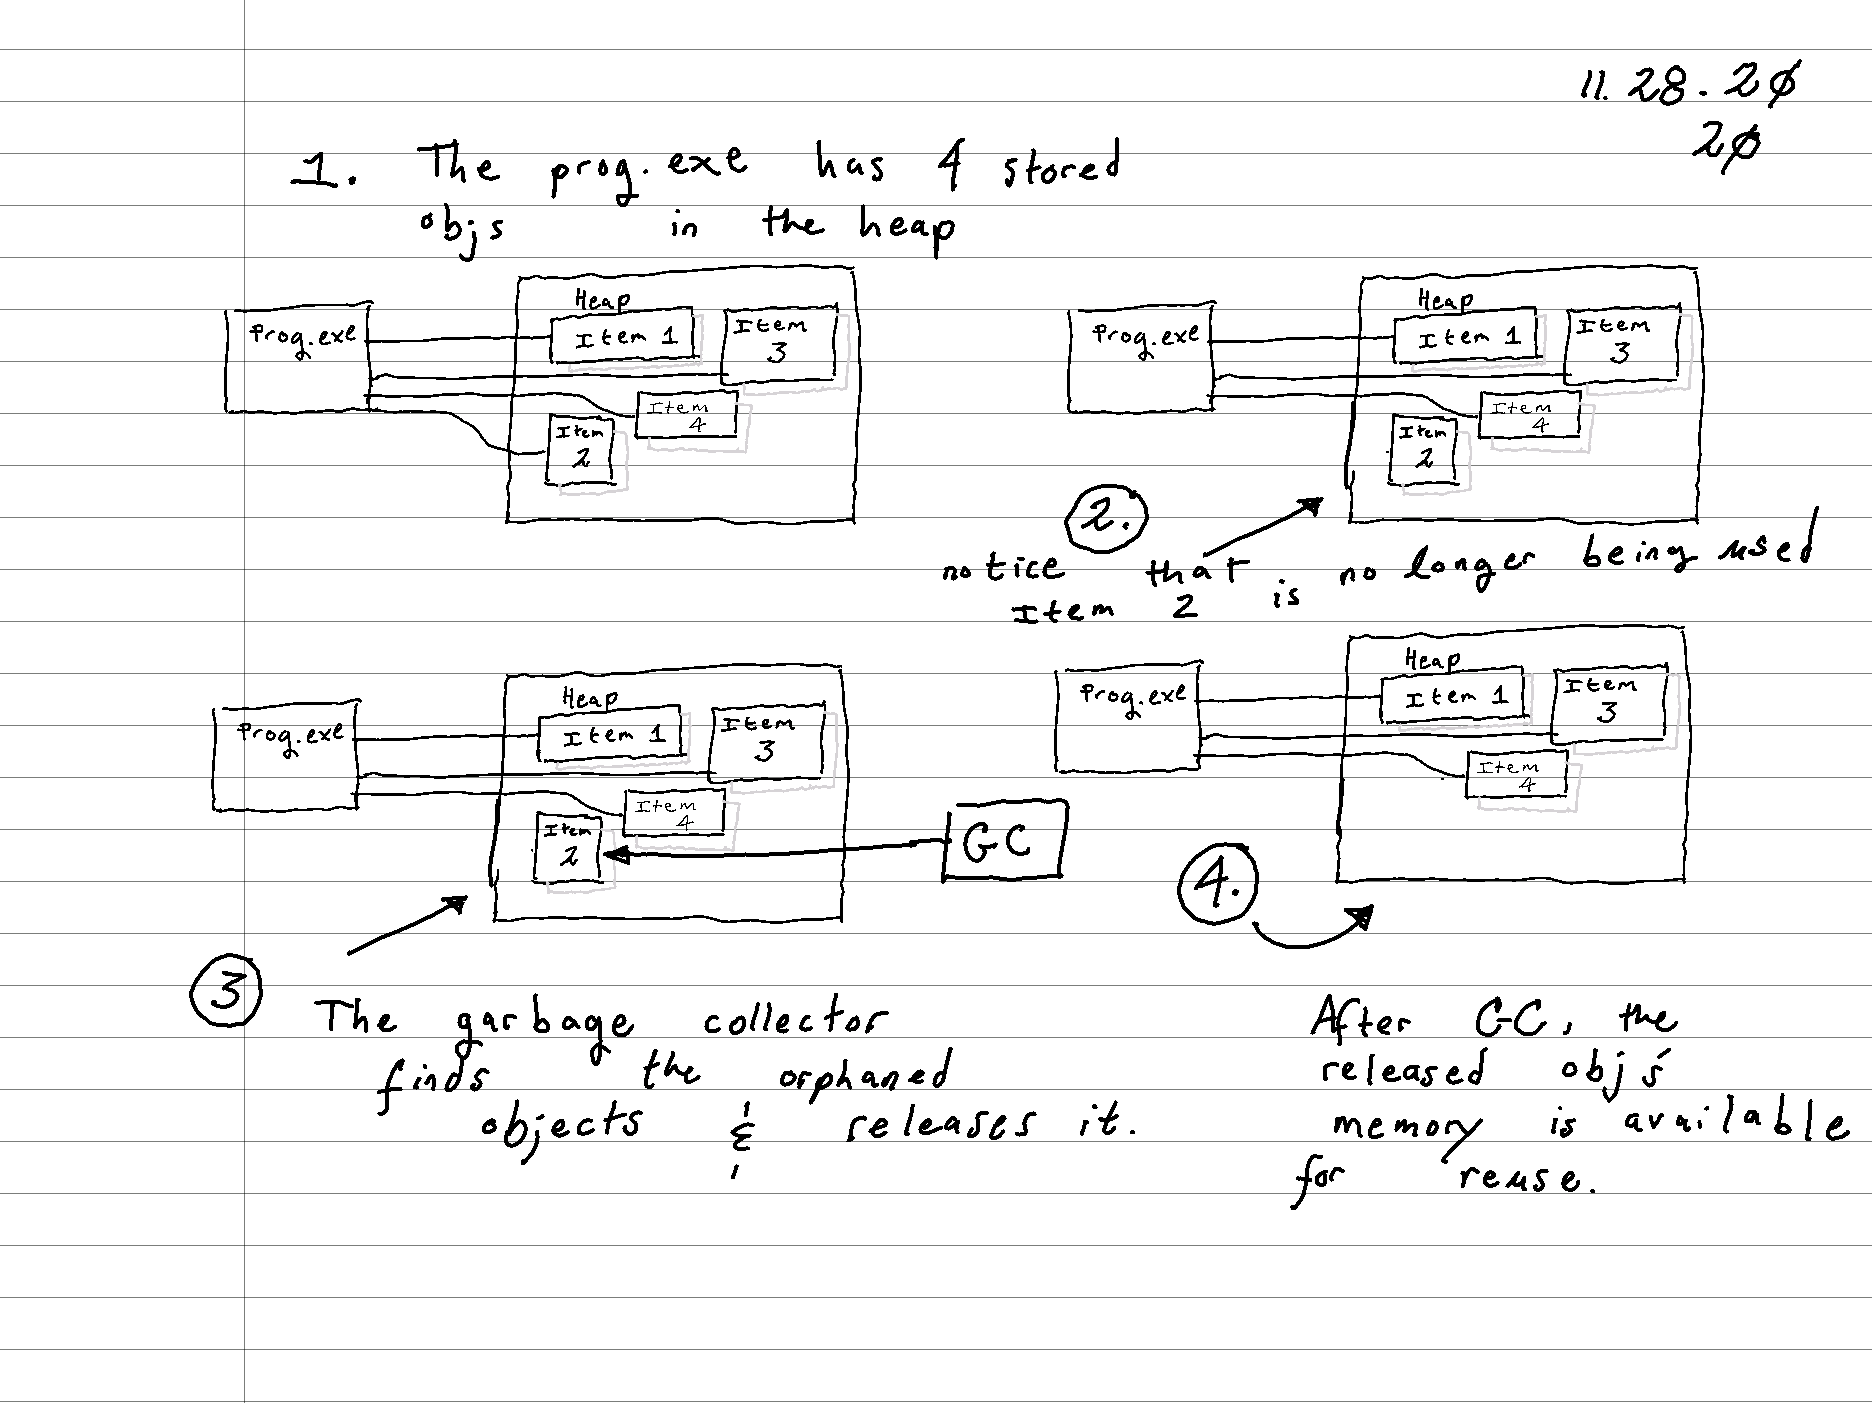 11.28.20
20
1. The prog.exe has 4 stored
objs in the heap
Heap
Prog.exe
Item 1
Item
3
Item
4
Item
2
Heap
Prog.exe
Item 1
Item
3
Item
4
Item
2
2.
notice that is no longer being used
Item 2
Heap
Prog.exe
Item 1
Item
3
Item
4
Item
2
GC
Heap
Prog.exe
Item 1
Item
3
Item
4
3
The garbage collector
finds the orphaned
objects & releases it.
4.
After GC, the
released obj's
memory is available
for reuse.